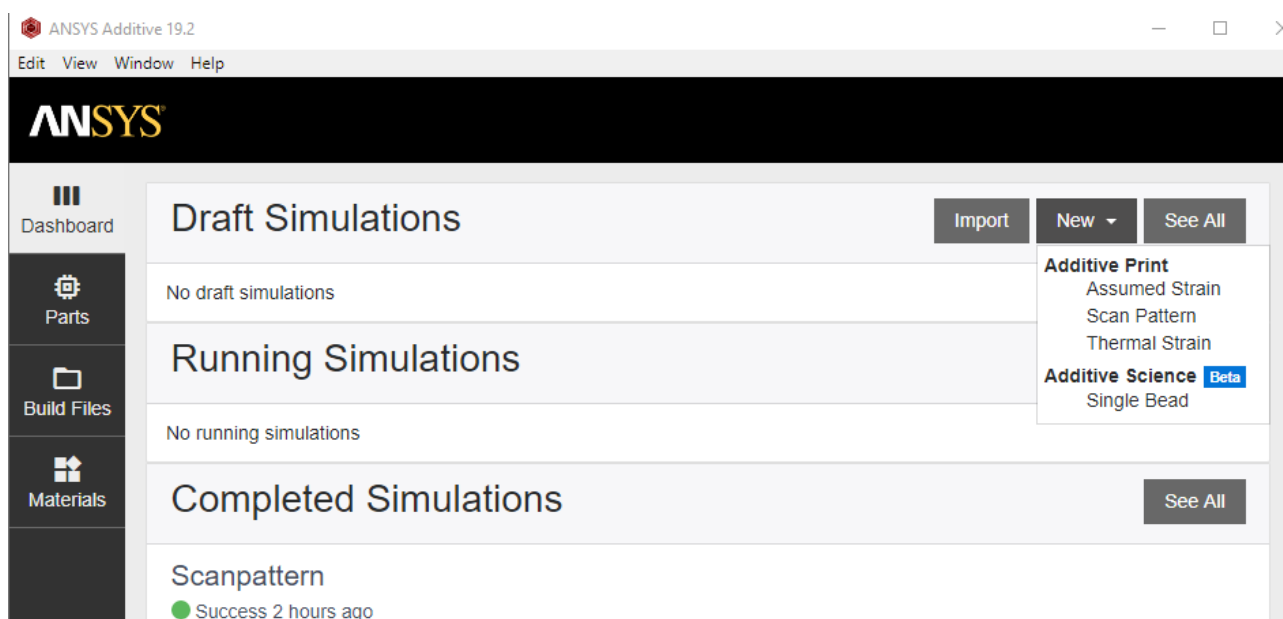 ANSYS Additive 19.2
Edit View Window Help
ANSYS
Dashboard
Parts
Build Files
Materials
Draft Simulations
Import
New
See All
Additive Print
Assumed Strain
Scan Pattern
Thermal Strain
Additive Science Beta
Single Bead
No draft simulations
Running Simulations
No running simulations
Completed Simulations
See All
Scanpattern
Success 2 hours ago